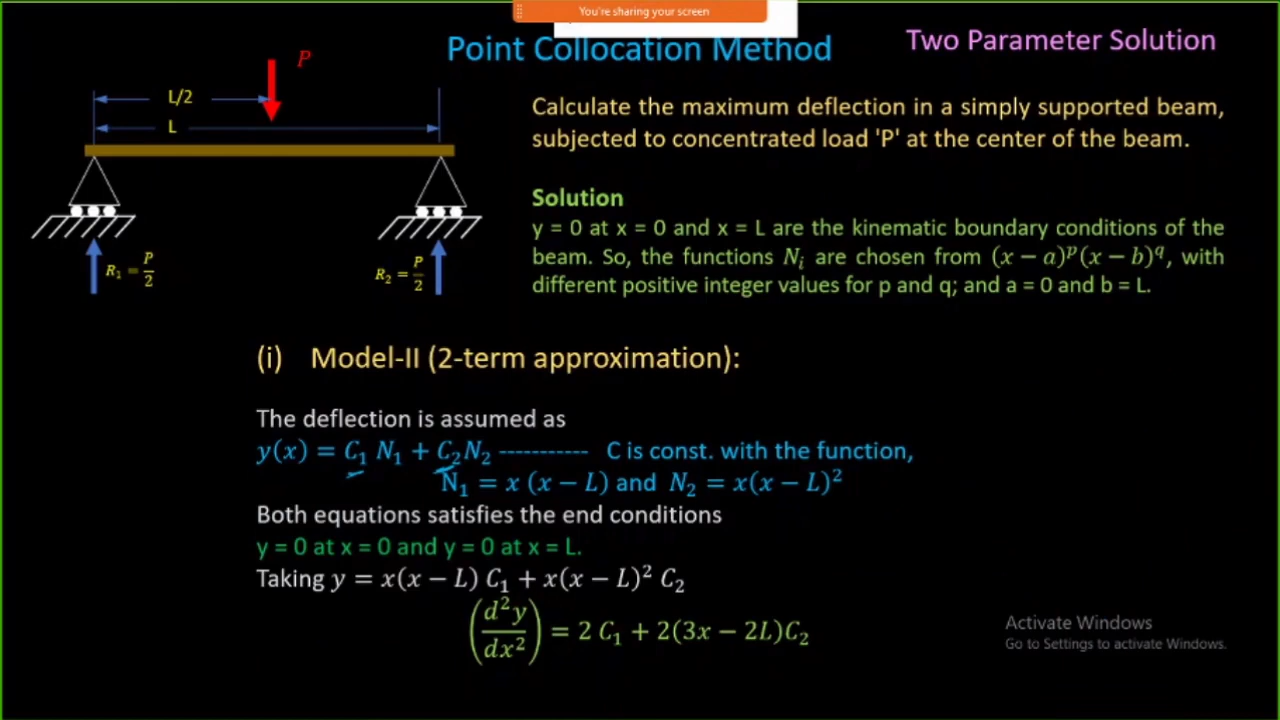 You're sharing your screen
Point Collocation Method
Two Parameter Solution
P
L/2
L
R₁ = P/2
R₂ = P/2
Calculate the maximum deflection in a simply supported beam,
subjected to concentrated load 'P' at the center of the beam.
Solution
y = 0 at x = 0 and x = L are the kinematic boundary conditions of the
beam. So, the functions Nᵢ are chosen from (x − a)ᵖ(x − b)^q, with
different positive integer values for p and q; and a = 0 and b = L.
(i) Model-II (2-term approximation):
The deflection is assumed as
y(x) = C₁ N₁ + C₂N₂ ----------- C is const. with the function,
N₁ = x (x − L) and N₂ = x(x − L)²
Both equations satisfies the end conditions
y = 0 at x = 0 and y = 0 at x = L.
Taking y = x(x − L) C₁ + x(x − L)² C₂
(d²y/dx²) = 2 C₁ + 2(3x − 2L)C₂
Activate Windows
Go to Settings to activate Windows.